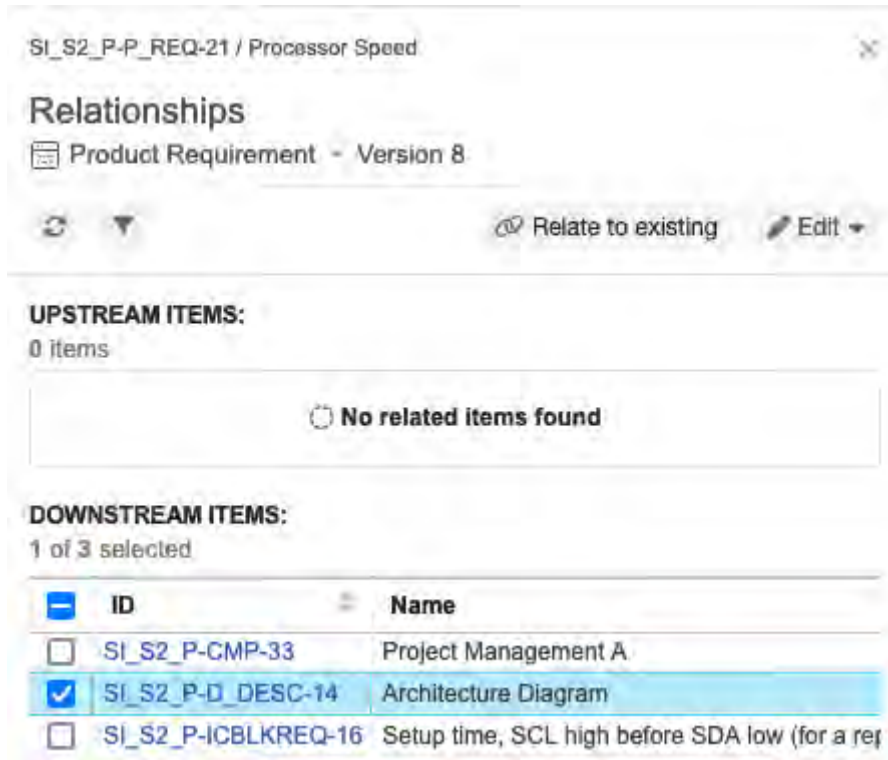 SI_S2_P-P_REQ-21 / Processor Speed
Relationships
Product Requirement - Version 8
Relate to existing Edit
UPSTREAM ITEMS:
0 items
No related items found
DOWNSTREAM ITEMS:
1 of 3 selected
ID Name
SI_S2_P-CMP-33 Project Management A
SI_S2_P-D_DESC-14 Architecture Diagram
SI_S2_P-ICBLKREQ-16 Setup time, SCL high before SDA low (for a rep